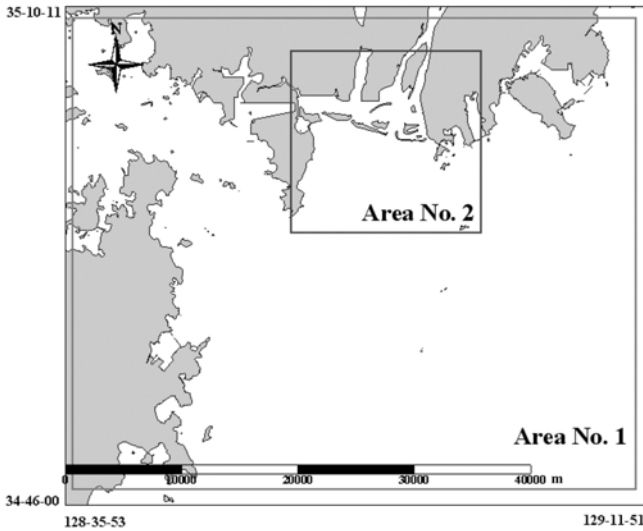 35-10-11
N
Area No. 2
Area No. 1
0 10000 20000 30000 40000 m
34-46-00
128-35-53 129-11-51